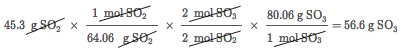 45.3 g SO₂ × 1 mol SO₂ / 64.06 g SO₂ × 2 mol SO₃ / 2 mol SO₂ × 80.06 g SO₃ / 1 mol SO₃ = 56.6 g SO₃